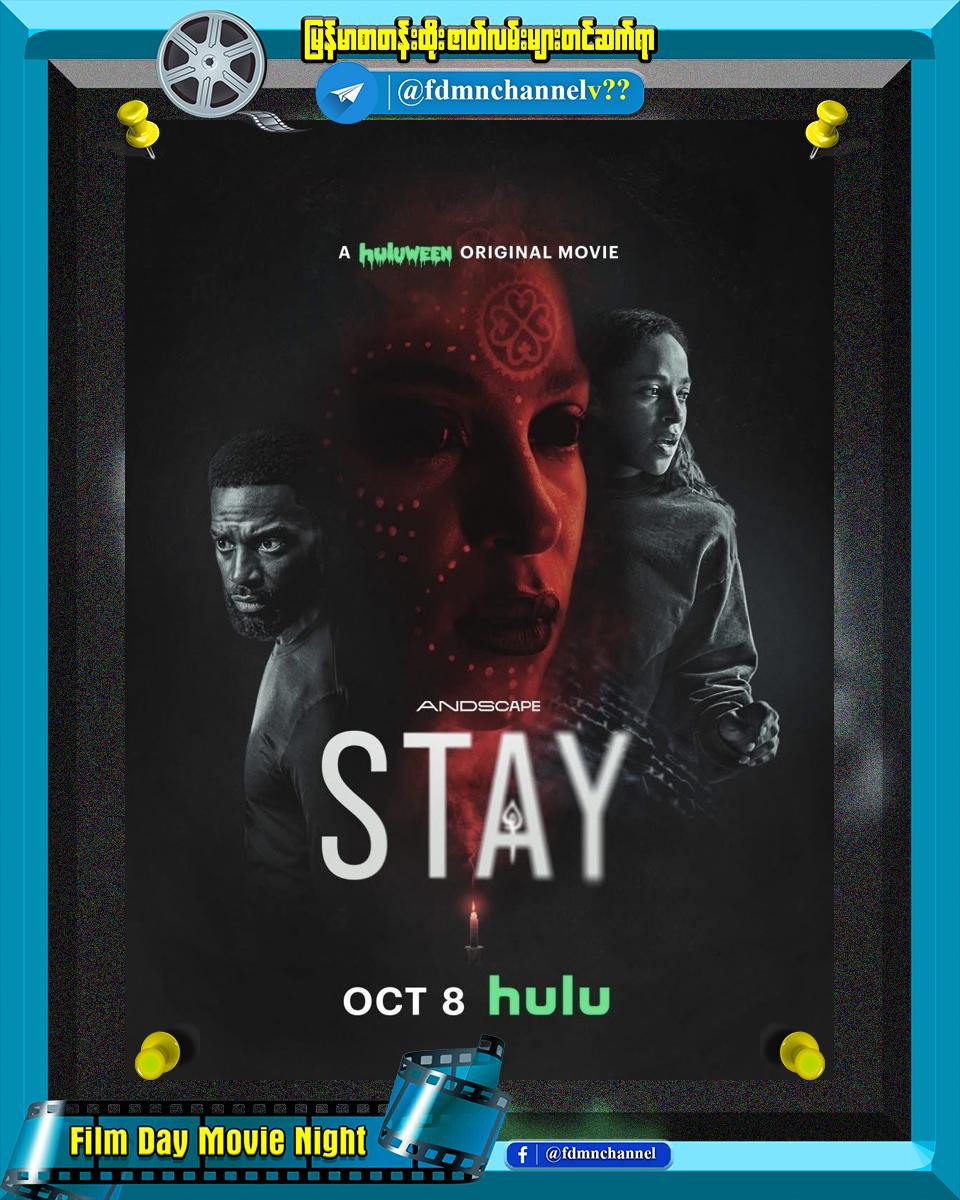 မြန်မာစာတန်းထိုးဇာတ်လမ်းများတင်ဆက်ရာ
@fdmnchannelv??
A huluween ORIGINAL MOVIE
ANDSCAPE
STAY
OCT 8 hulu
Film Day Movie Night
@fdmnchannel